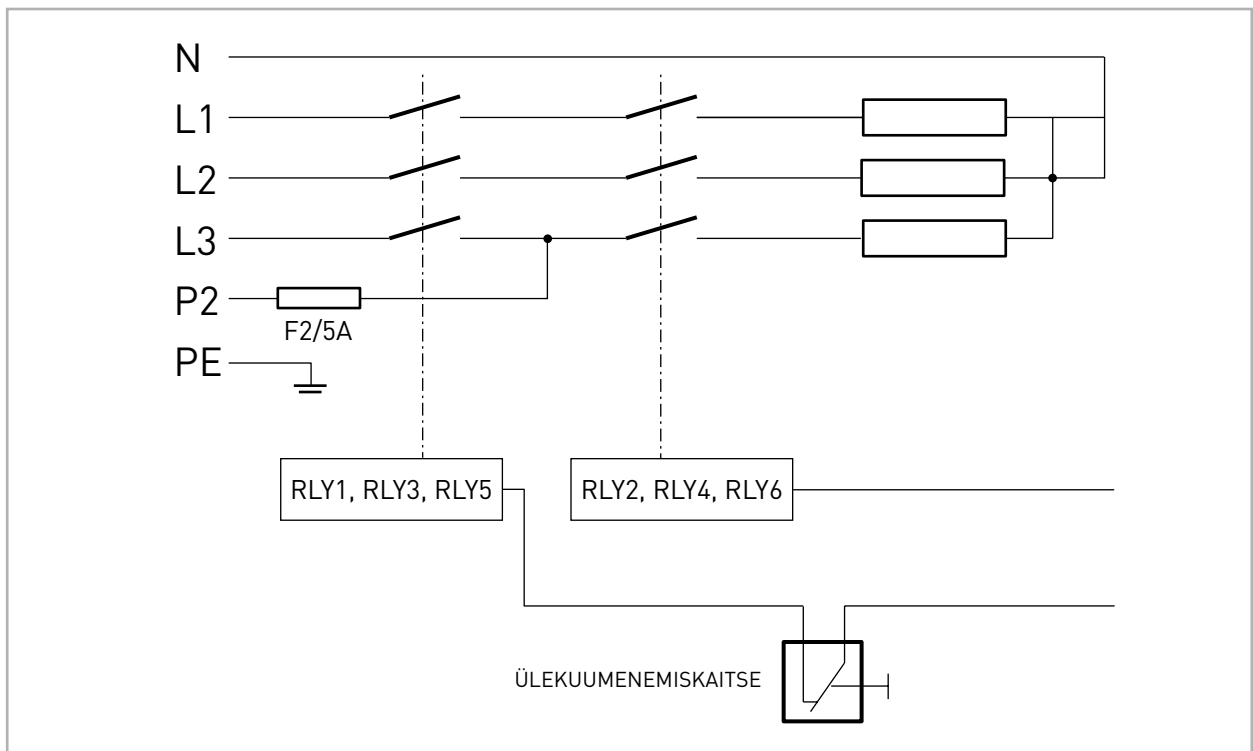 N
L1
L2
L3
P2
F2/5A
PE
RLY1, RLY3, RLY5
RLY2, RLY4, RLY6
ÜLEKUUMENEMISKAITSE